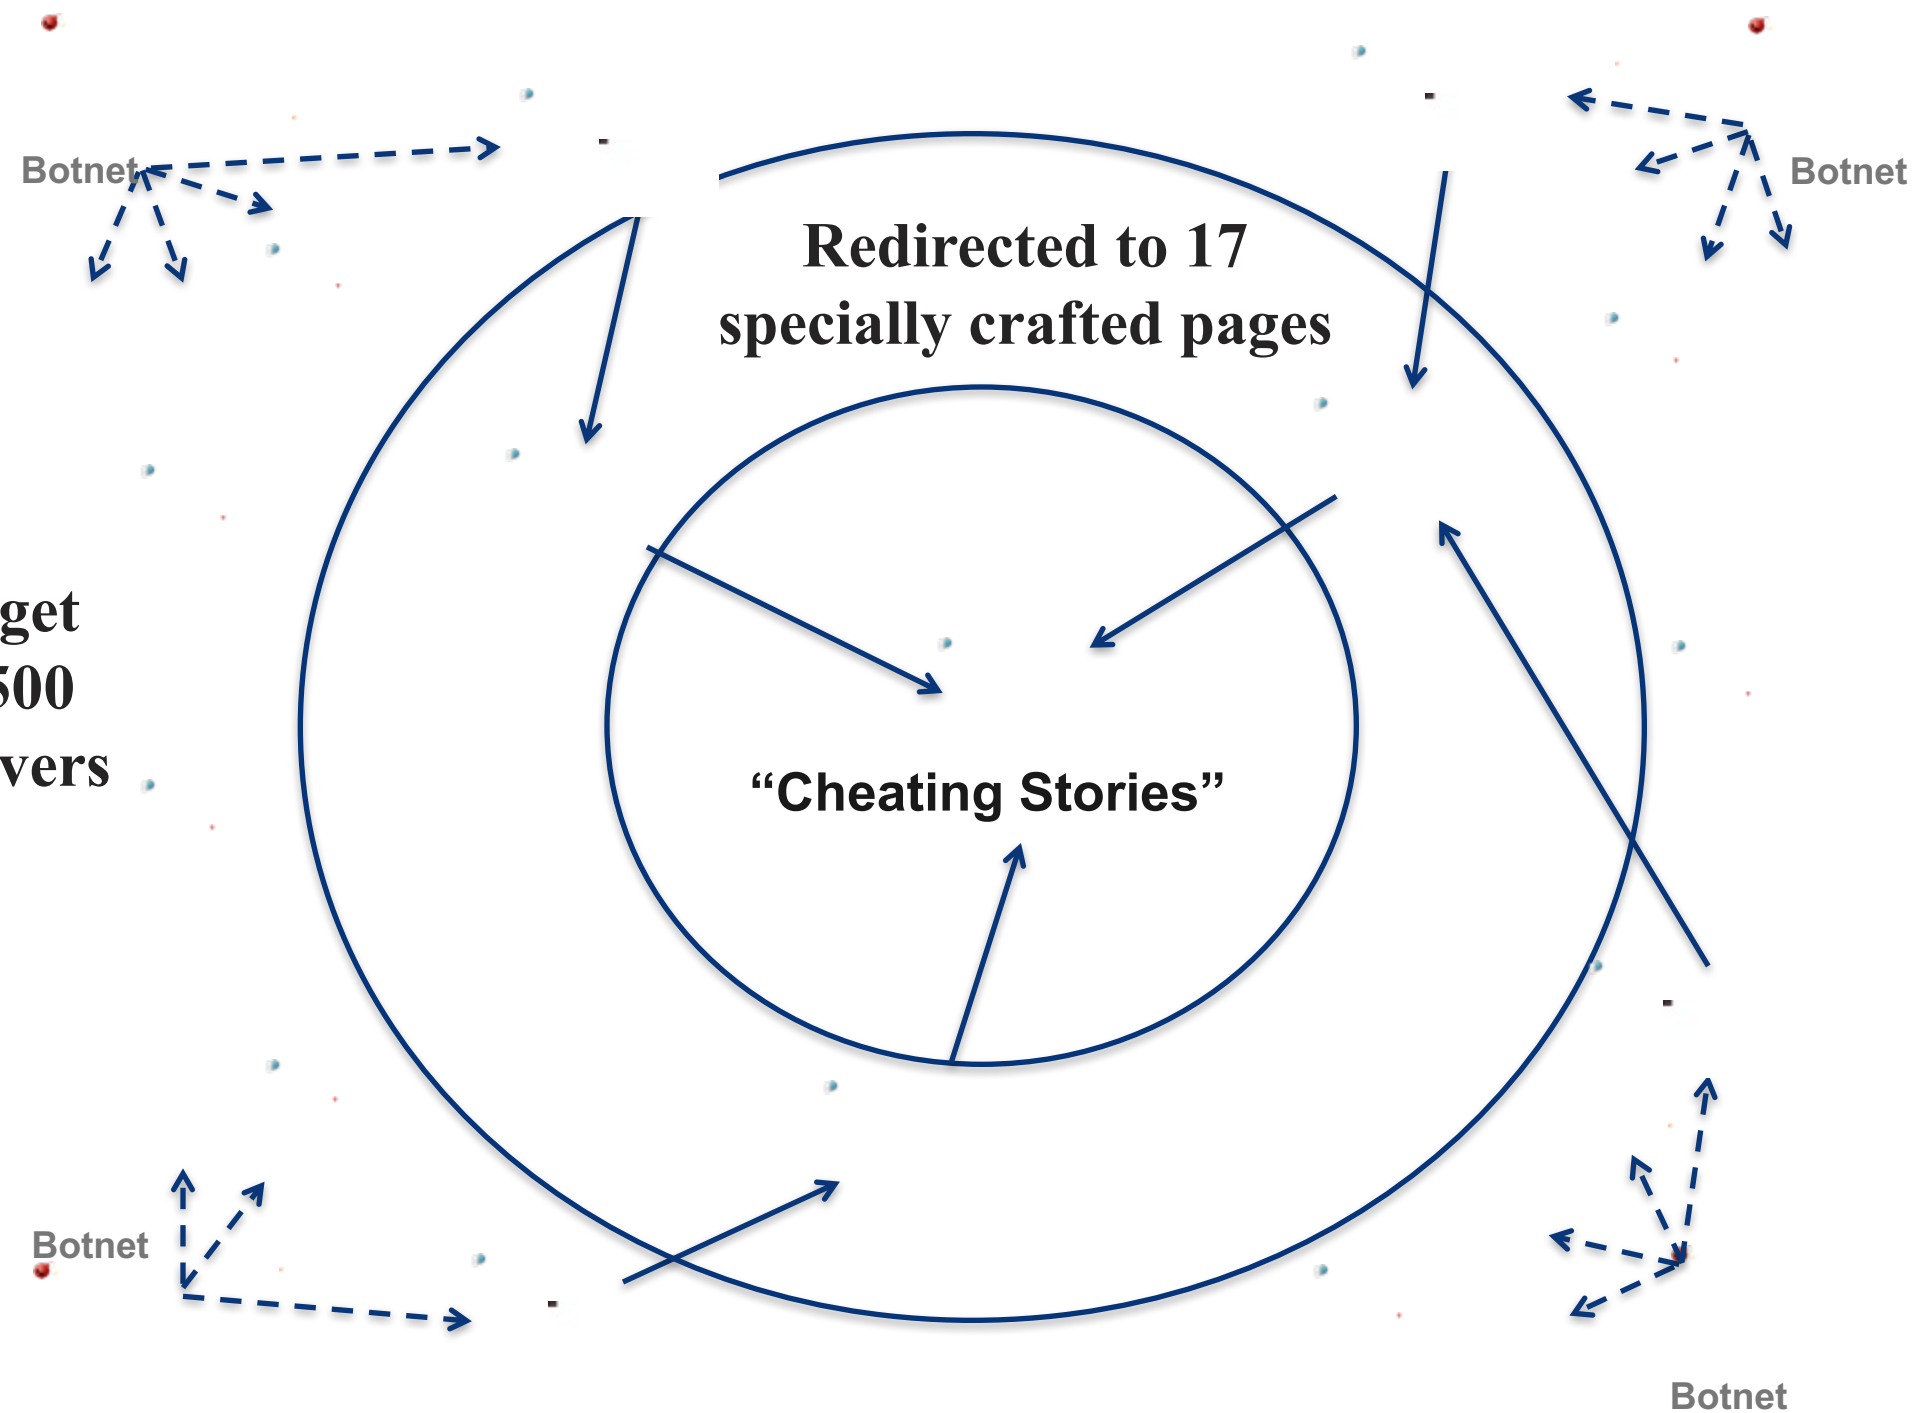 Botnet
Botnet
Redirected to 17
specially crafted pages
get
500
vers
“Cheating Stories”
Botnet
Botnet